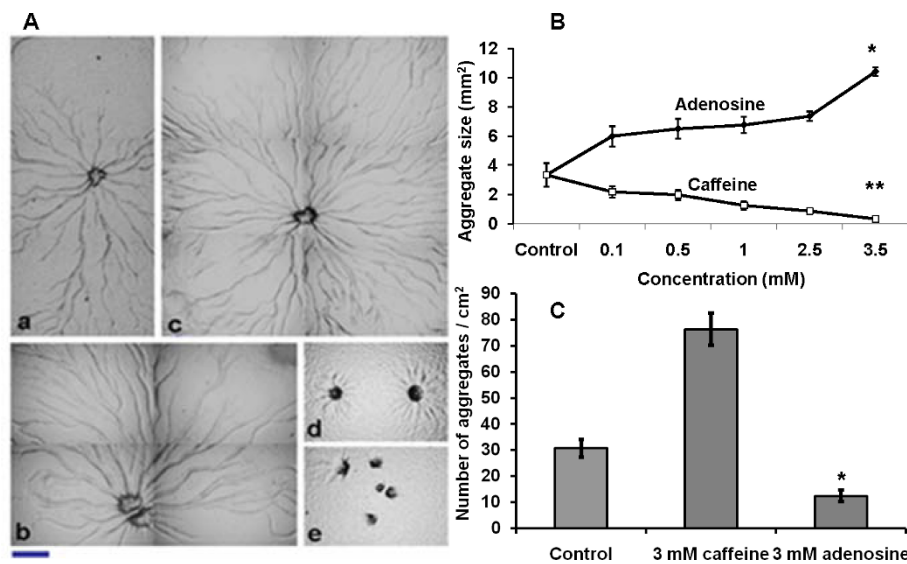 A
a
c
b
d
e
B
Aggregate size (mm²)
12
10
8
6
4
2
0
Adenosine
Caffeine
*
**
Control 0.1 0.5 1 2.5 3.5
Concentration (mM)
C
Number of aggregates / cm²
90
80
70
60
50
40
30
20
10
0
*
Control 3 mM caffeine 3 mM adenosine